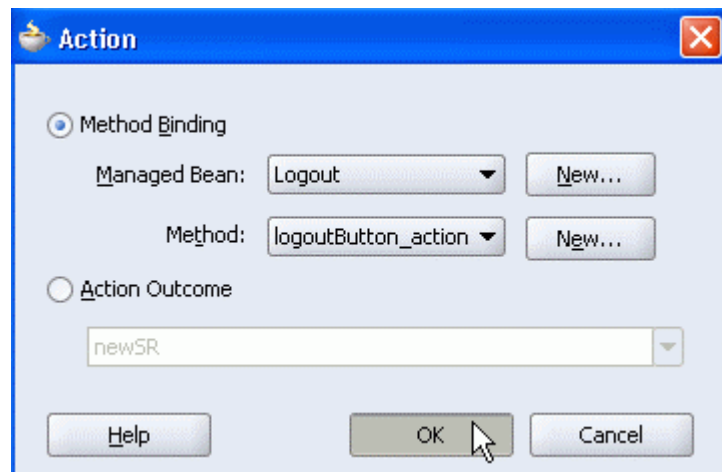 Action
Method Binding
Managed Bean: Logout New...
Method: logoutButton_action New...
Action Outcome
newSR
Help OK Cancel